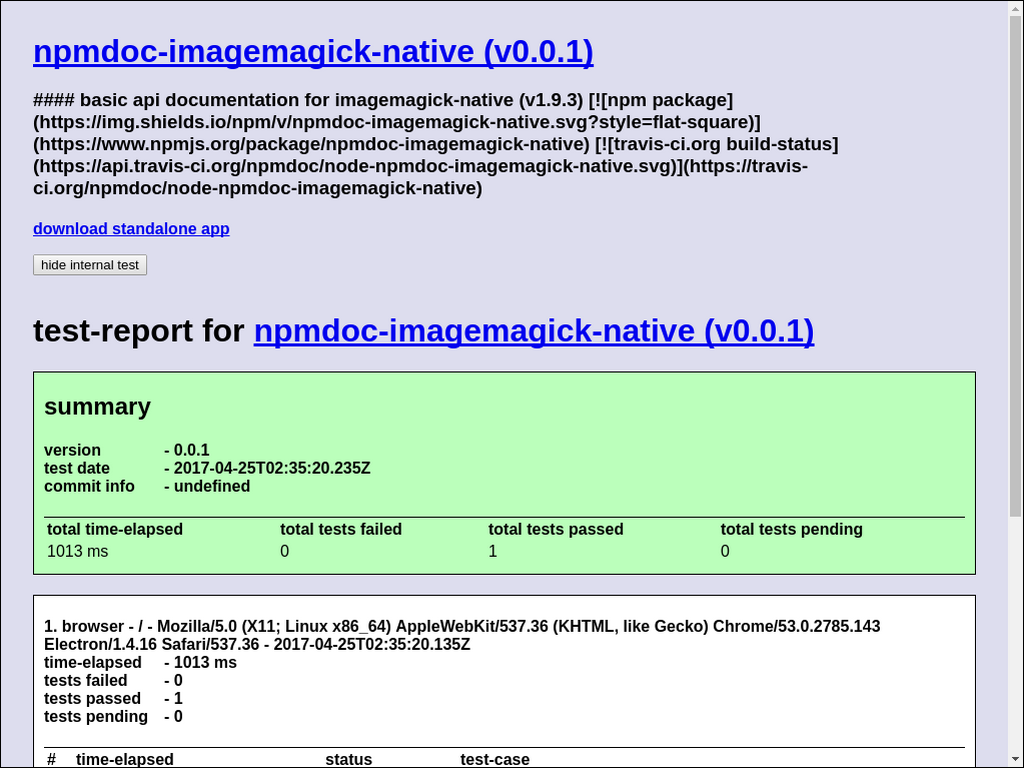 npmdoc-imagemagick-native (v0.0.1)
#### basic api documentation for imagemagick-native (v1.9.3) [![npm package]
(https://img.shields.io/npm/v/npmdoc-imagemagick-native.svg?style=flat-square)]
(https://www.npmjs.org/package/npmdoc-imagemagick-native) [![travis-ci.org build-status]
(https://api.travis-ci.org/npmdoc/node-npmdoc-imagemagick-native.svg)](https://travis-
ci.org/npmdoc/node-npmdoc-imagemagick-native)
download standalone app
hide internal test
test-report for npmdoc-imagemagick-native (v0.0.1)
summary
version - 0.0.1
test date - 2017-04-25T02:35:20.235Z
commit info - undefined
total time-elapsed total tests failed total tests passed total tests pending
1013 ms 0 1 0
1. browser - / - Mozilla/5.0 (X11; Linux x86_64) AppleWebKit/537.36 (KHTML, like Gecko) Chrome/53.0.2785.143
Electron/1.4.16 Safari/537.36 - 2017-04-25T02:35:20.135Z
time-elapsed - 1013 ms
tests failed - 0
tests passed - 1
tests pending - 0
# time-elapsed status test-case